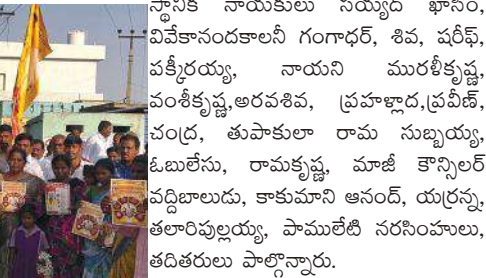 స్థానిక నాయకులు సయ్యద్ ఖాసిం,
వివేకానందకాలనీ గంగాధర్, శివ, షరీఫ్,
పక్కీరయ్య, నాయని మురళీకృష్ణ,
వంశీకృష్ణ,అరవశివ, ప్రహళ్లాద,ప్రవీణ్,
చంద్ర, తుపాకులా రామ సుబ్బయ్య,
ఓబులేసు, రామకృష్ణ, మాజీ కౌన్సిలర్
వద్దిబాలుడు, కాకుమాని ఆనంద్, యర్రన్న,
తలారిపుల్లయ్య, పాములేటి నరసింహులు,
తదితరులు పాల్గొన్నారు.